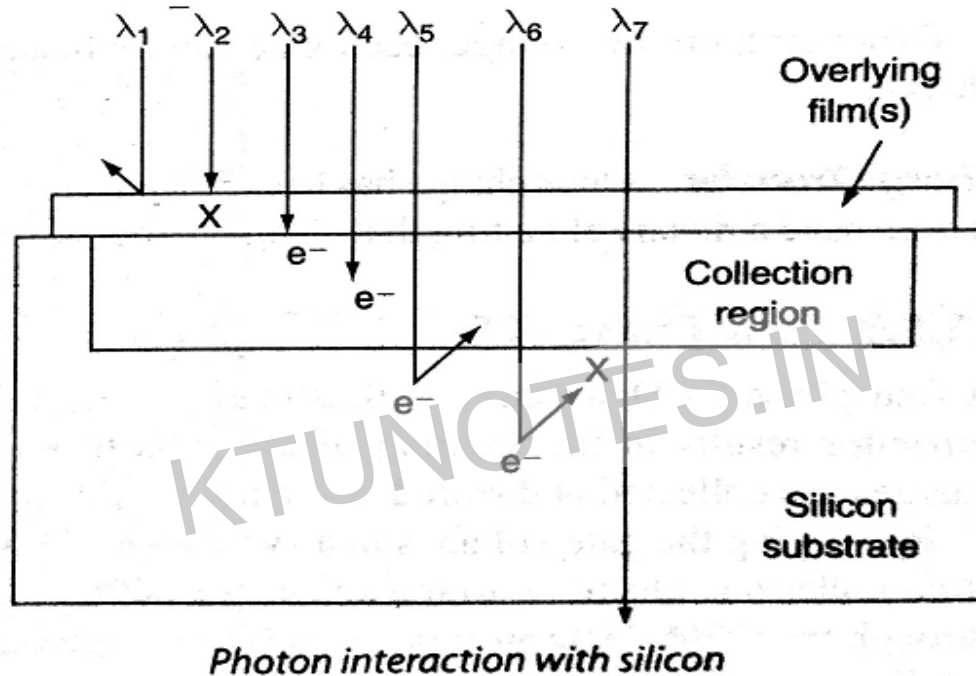 λ1 λ2 λ3 λ4 λ5 λ6 λ7
Overlying
film(s)
X
e−
e−
Collection
region
X
e−
e−
KTUNOTES.IN
Silicon
substrate
Photon interaction with silicon